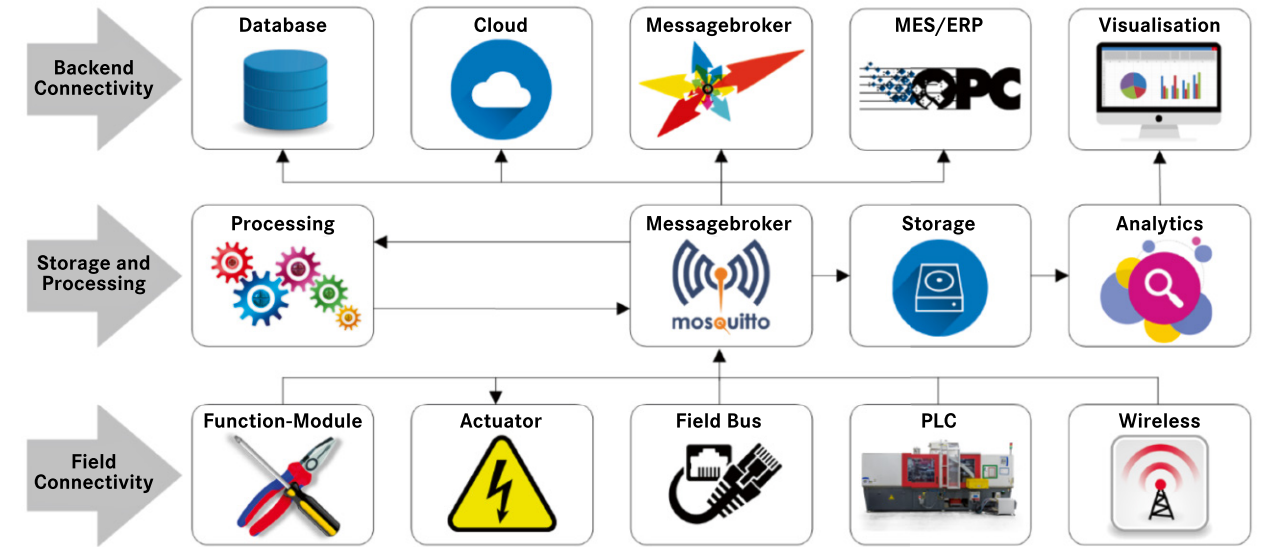 Backend
Connectivity
Database
Cloud
Messagebroker
MES/ERP
OPC
Visualisation
Storage and
Processing
Processing
Messagebroker
mosquitto
Storage
Analytics
Field
Connectivity
Function-Module
Actuator
Field Bus
PLC
Wireless